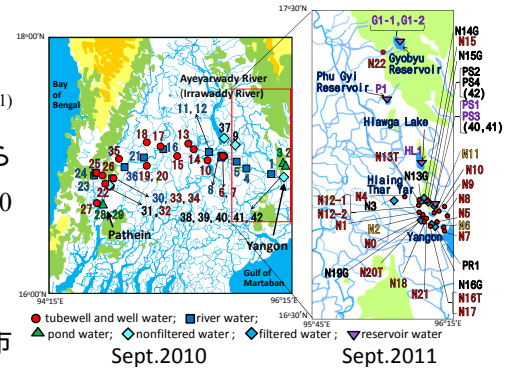 17°30'N
18°00'N
1)
ら
0
市
Bay
of
Bengal
Ayeyarwady River
(Irrawaddy River)
11, 12
37
9
18
17
13
16
35
21
15
14
10
3,2
1
5
4
25
26
24
23
22
36
19, 20
8
6, 7
30, 33, 34
31, 32
27
28, 29
38, 39, 40, 41, 42
Pathein
Yangon
Gulf of
Martaban
16°00'N
94°15'E
96°15'E
G1-1,G1-2
N22
Gyobyu
Reservoir
Phu Gyi
Reservoir
P1
Hlawga Lake
HL1
N13T
N13G
Hlaing
Thar Yar
N12-1
N12-2
N4
N3
N1
N2
N0
Yangon
N19G
N20T
N18
N21
N14G
N15
N15G
PS2
PS4
(42)
PS1
PS3
(40,41)
N11
N10
N9
N8
N5
N6
N7
PR1
N16G
N16T
N17
16°30'N
95°45'E
96°15'E
tubewell and well water; river water;
pond water; nonfiltered water ; filtered water ; reservoir water
Sept.2010 Sept.2011